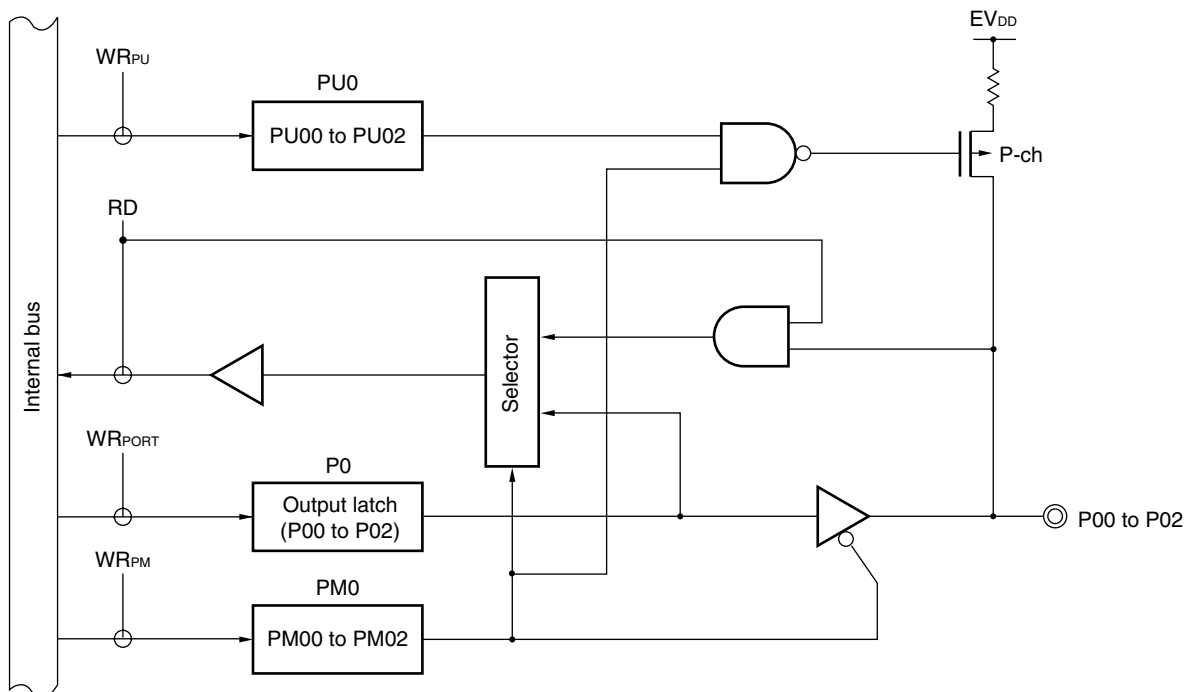 EVDD
WRPU
PU0
PU00 to PU02
P-ch
RD
Internal bus
Selector
WRPORT
P0
Output latch
(P00 to P02)
P00 to P02
WRPM
PM0
PM00 to PM02